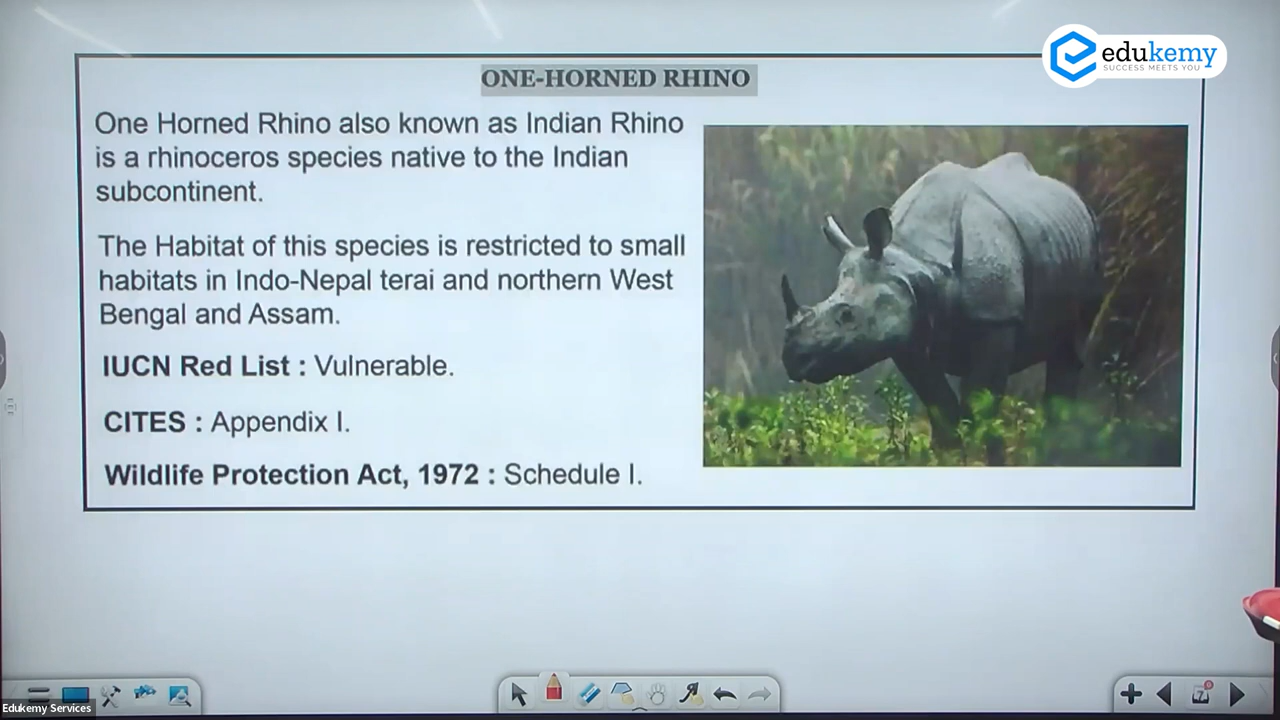 edukemy
SUCCESS MEETS YOU
ONE-HORNED RHINO
One Horned Rhino also known as Indian Rhino
is a rhinoceros species native to the Indian
subcontinent.
The Habitat of this species is restricted to small
habitats in Indo-Nepal terai and northern West
Bengal and Assam.
IUCN Red List : Vulnerable.
CITES : Appendix I.
Wildlife Protection Act, 1972 : Schedule I.
7
Edukemy Services